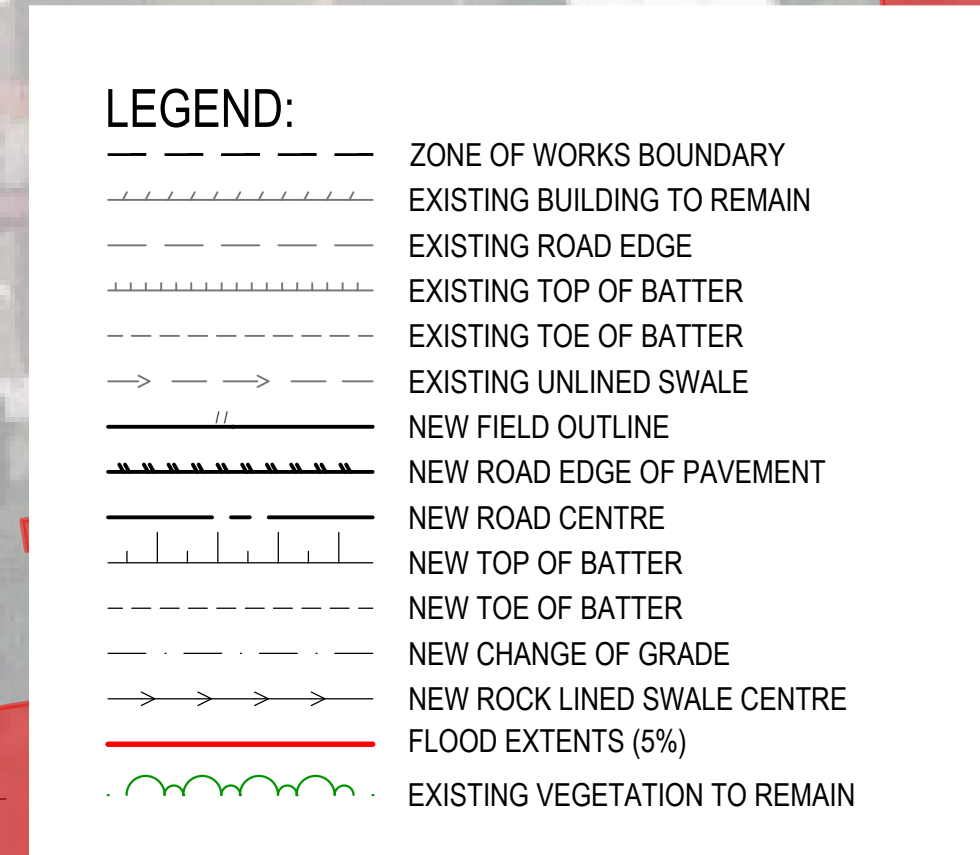 LEGEND:
ZONE OF WORKS BOUNDARY
EXISTING BUILDING TO REMAIN
EXISTING ROAD EDGE
EXISTING TOP OF BATTER
EXISTING TOE OF BATTER
EXISTING UNLINED SWALE
NEW FIELD OUTLINE
NEW ROAD EDGE OF PAVEMENT
NEW ROAD CENTRE
NEW TOP OF BATTER
NEW TOE OF BATTER
NEW CHANGE OF GRADE
NEW ROCK LINED SWALE CENTRE
FLOOD EXTENTS (5%)
EXISTING VEGETATION TO REMAIN